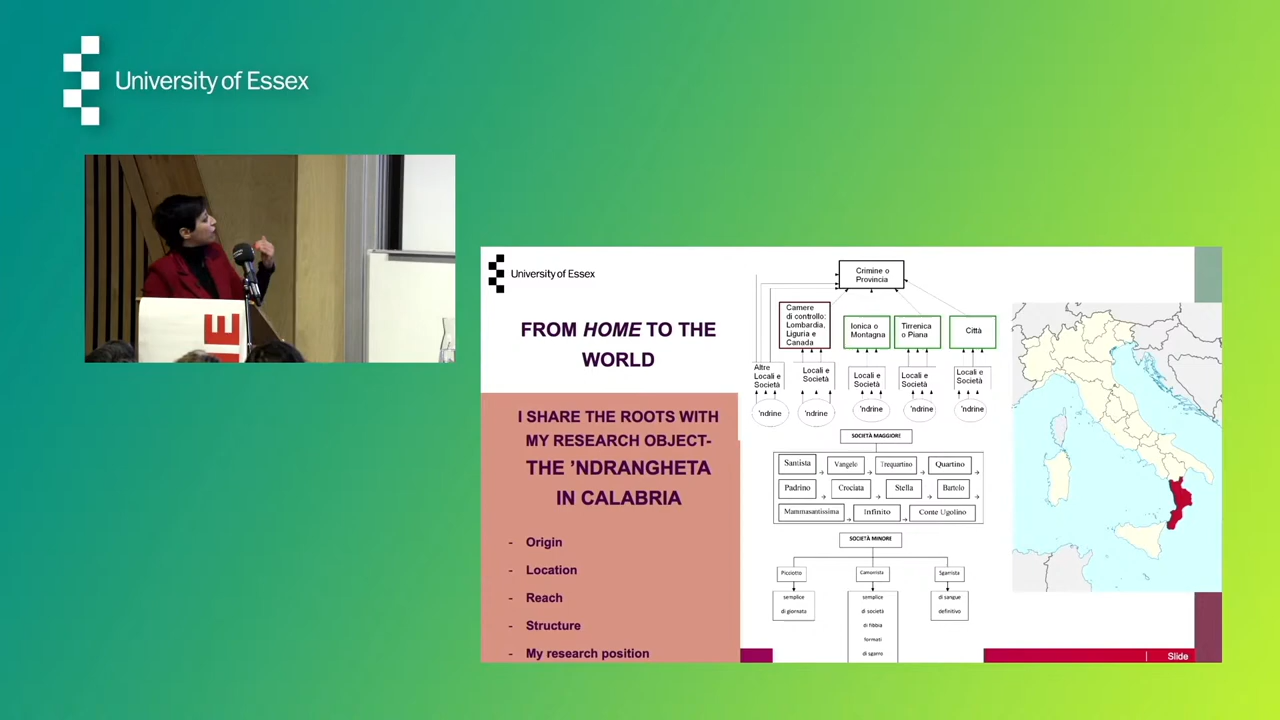 University of Essex
University of Essex
FROM HOME TO THE
WORLD
I SHARE THE ROOTS WITH
MY RESEARCH OBJECT-
THE 'NDRANGHETA
IN CALABRIA
- Origin
- Location
- Reach
- Structure
- My research position
Crimine o
Provincia
Camere
di controllo:
Lombardia,
Liguria e
Canada
Ionica o
Montagna
Tirrenica
o Piana
Città
Altre
Locali e
Società
Locali e
Società
Locali e
Società
Locali e
Società
Locali e
Società
'ndrine
'ndrine
'ndrine
'ndrine
'ndrine
SOCIETÀ MAGGIORE
Santista
Vangelo
Trequartino
Quartino
Padrino
Crociata
Stella
Bartolo
Mammasantissima
Infinito
Conte Ugolino
SOCIETÀ MINORE
Picciotto
Camorrista
Sgarrista
semplice
di giornata
semplice
di società
di fibbia
formati
di sgarro
di sangue
definitivo
Slide